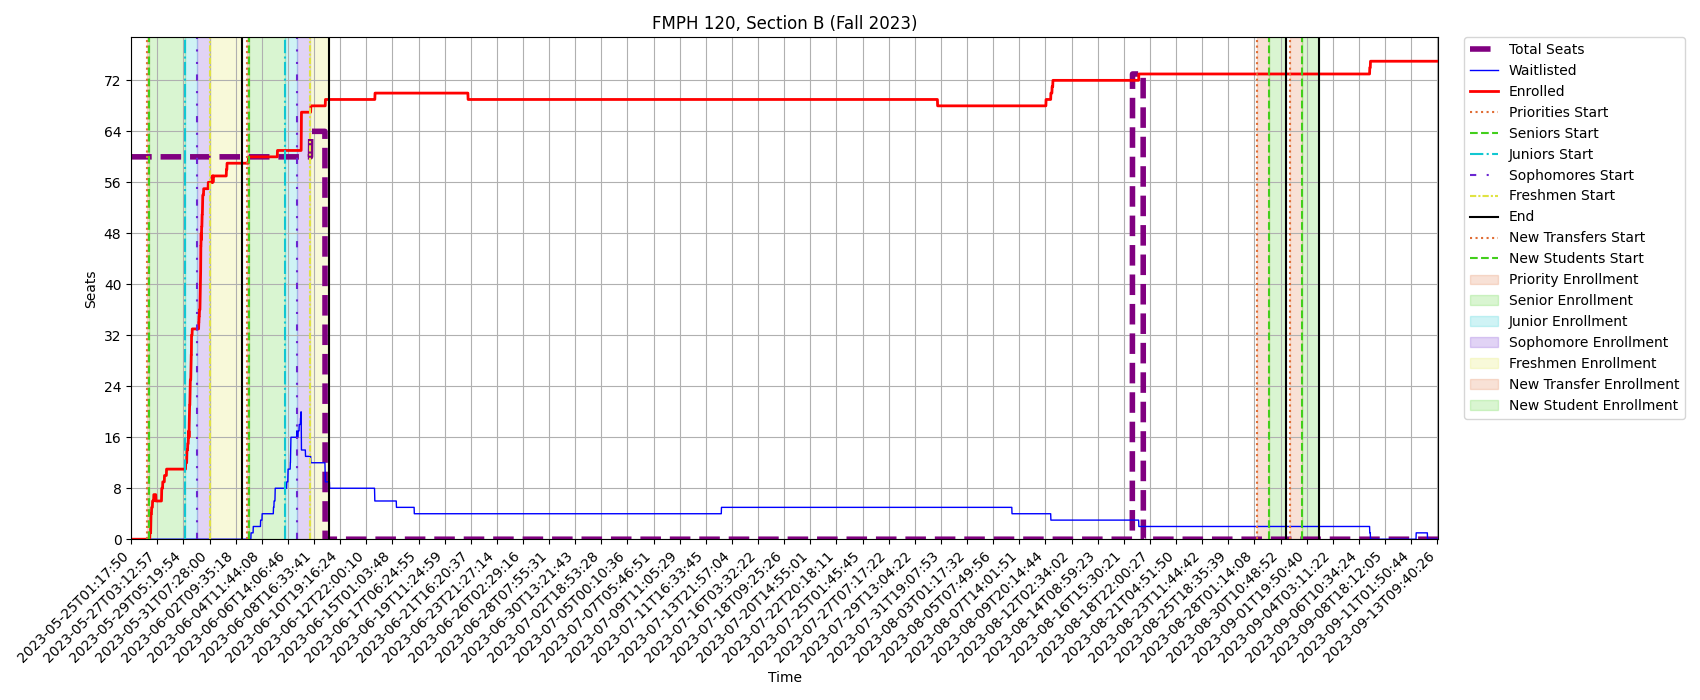 FMPH 120, Section B (Fall 2023)
Seats
72
64
56
48
40
32
24
16
8
0
2023-05-25T01:17:50
2023-05-27T03:12:57
2023-05-29T05:19:54
2023-05-31T07:28:00
2023-06-02T09:35:18
2023-06-04T11:44:08
2023-06-06T14:06:46
2023-06-08T16:33:41
2023-06-10T19:16:24
2023-06-12T22:00:10
2023-06-15T01:03:48
2023-06-17T06:24:55
2023-06-19T11:24:59
2023-06-21T16:20:37
2023-06-23T21:27:14
2023-06-26T02:29:16
2023-06-28T07:55:31
2023-06-30T13:21:43
2023-07-02T18:53:28
2023-07-05T00:10:36
2023-07-07T05:46:51
2023-07-09T11:05:29
2023-07-11T16:33:45
2023-07-13T21:57:04
2023-07-16T03:32:22
2023-07-18T09:25:26
2023-07-20T14:55:01
2023-07-22T20:18:11
2023-07-25T01:45:45
2023-07-27T07:17:22
2023-07-29T13:04:22
2023-07-31T19:07:53
2023-08-03T01:17:32
2023-08-05T07:49:56
2023-08-07T14:01:51
2023-08-09T20:14:44
2023-08-12T02:34:02
2023-08-14T08:59:23
2023-08-16T15:30:21
2023-08-18T22:00:27
2023-08-21T04:51:50
2023-08-23T11:44:42
2023-08-25T18:35:39
2023-08-28T01:14:09
2023-08-30T10:48:52
2023-09-01T19:50:40
2023-09-04T03:11:22
2023-09-06T10:34:24
2023-09-08T18:12:05
2023-09-11T01:50:44
2023-09-13T09:40:26
Time
Total Seats
Waitlisted
Enrolled
Priorities Start
Seniors Start
Juniors Start
Sophomores Start
Freshmen Start
End
New Transfers Start
New Students Start
Priority Enrollment
Senior Enrollment
Junior Enrollment
Sophomore Enrollment
Freshmen Enrollment
New Transfer Enrollment
New Student Enrollment